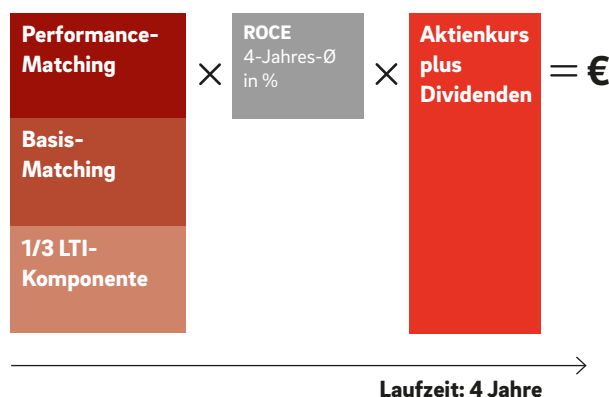 Performance-
Matching
×
ROCE
4-Jahres-Ø
in %
×
Aktienkurs
plus
Dividenden
= €
Basis-
Matching
1/3 LTI-
Komponente
Laufzeit: 4 Jahre